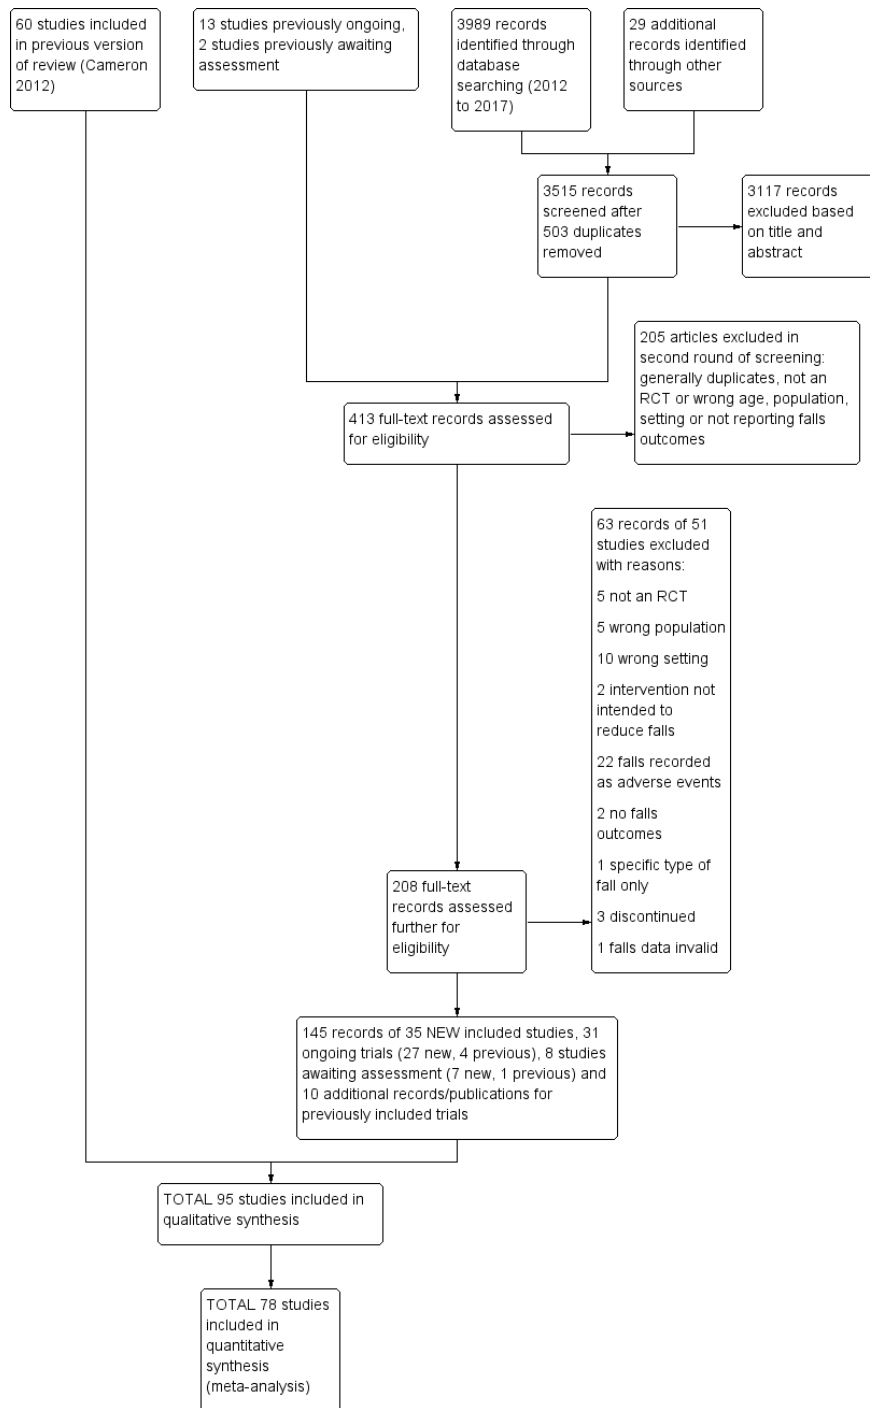 60 studies included
in previous version
of review (Cameron
2012)
13 studies previously ongoing,
2 studies previously awaiting
assessment
3989 records
identified through
database
searching (2012
to 2017)
29 additional
records identified
through other
sources
3515 records
screened after
503 duplicates
removed
3117 records
excluded based
on title and
abstract
205 articles excluded in
second round of screening:
generally duplicates, not an
RCT or wrong age, population,
setting or not reporting falls
outcomes
413 full-text records assessed
for eligibility
63 records of 51
studies excluded
with reasons:
5 not an RCT
5 wrong population
10 wrong setting
2 intervention not
intended to
reduce falls
22 falls recorded
as adverse events
2 no falls
outcomes
1 specific type of
fall only
3 discontinued
1 falls data invalid
208 full-text
records assessed
further for
eligibility
145 records of 35 NEW included studies, 31
ongoing trials (27 new, 4 previous), 8 studies
awaiting assessment (7 new, 1 previous) and
10 additional records/publications for
previously included trials
TOTAL 95 studies included in
qualitative synthesis
TOTAL 78 studies
included in
quantitative
synthesis
(meta-analysis)